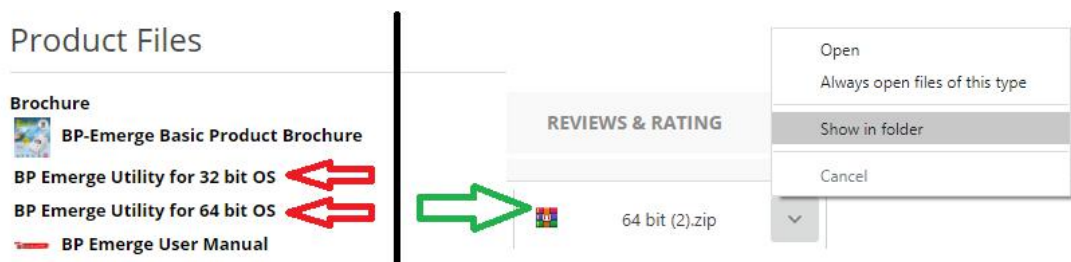 Product Files
Brochure
BP-Emerge Basic Product Brochure
BP Emerge Utility for 32 bit OS
BP Emerge Utility for 64 bit OS
BP Emerge User Manual
REVIEWS & RATING
64 bit (2).zip
Open
Always open files of this type
Show in folder
Cancel